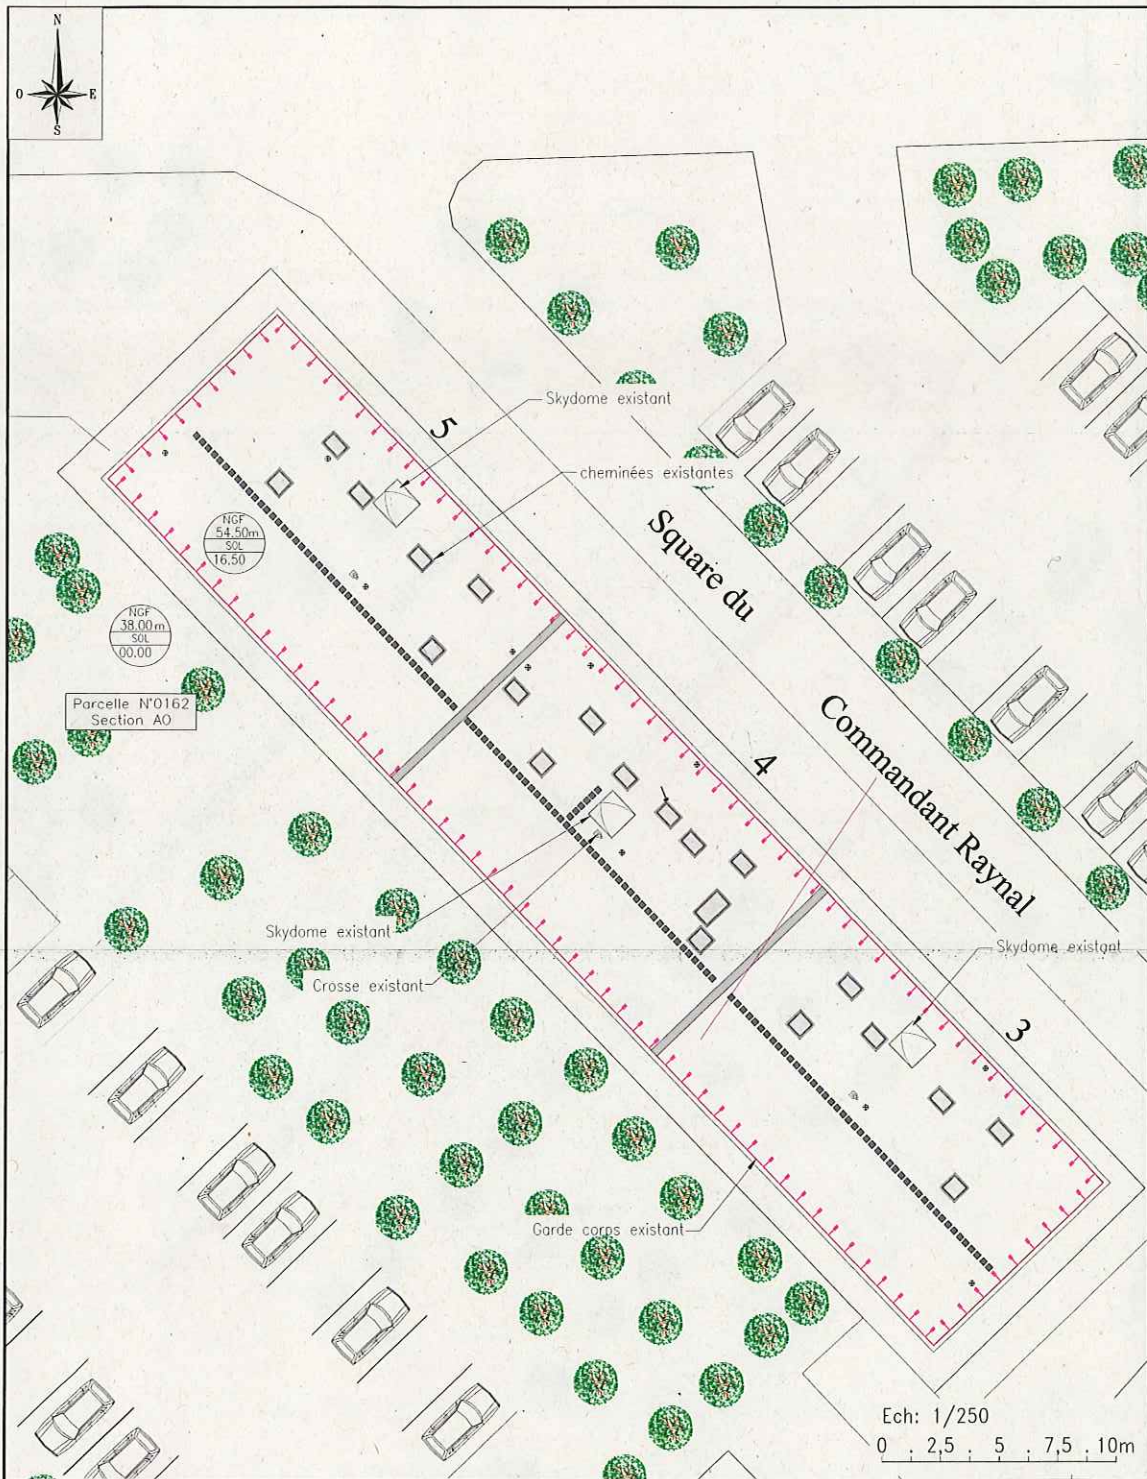 N
O E
S
Skydome existant
5
cheminées existantes
Square du
NGF
54.50m
SOL
16.50
NGF
38.00m
SOL
00.00
Parcelle N°0162
Section AO
4
Commandant Raynal
Skydome existant
Skydome existant
Crosse existant
3
Garde corps existant
Ech: 1/250
0 . 2,5 . 5 . 7,5 . 10m